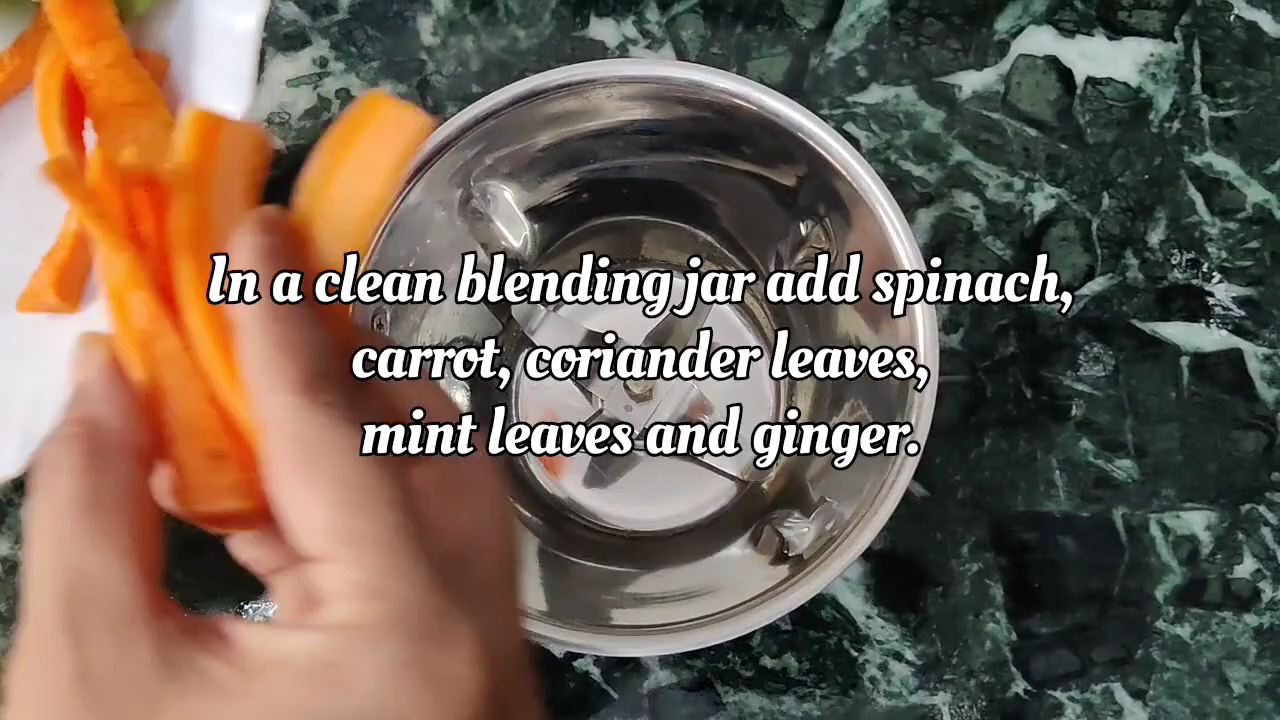 In a clean blending jar add spinach,
carrot, coriander leaves,
mint leaves and ginger.